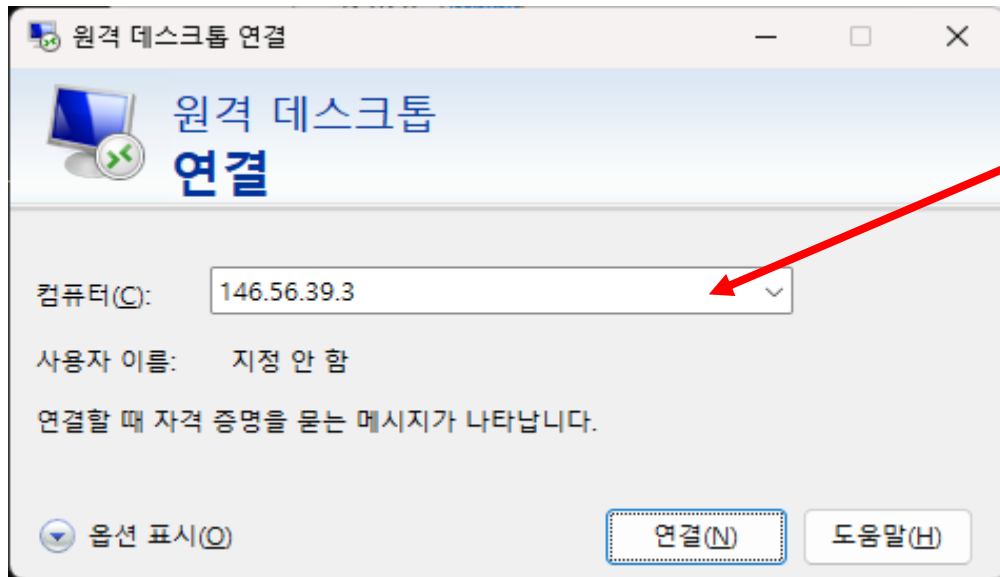 원격 데스크톱 연결
원격 데스크톱
연결
컴퓨터(C): 146.56.39.3
사용자 이름: 지정 안 함
연결할 때 자격 증명을 묻는 메시지가 나타납니다.
옵션 표시(O) 연결(N) 도움말(H)